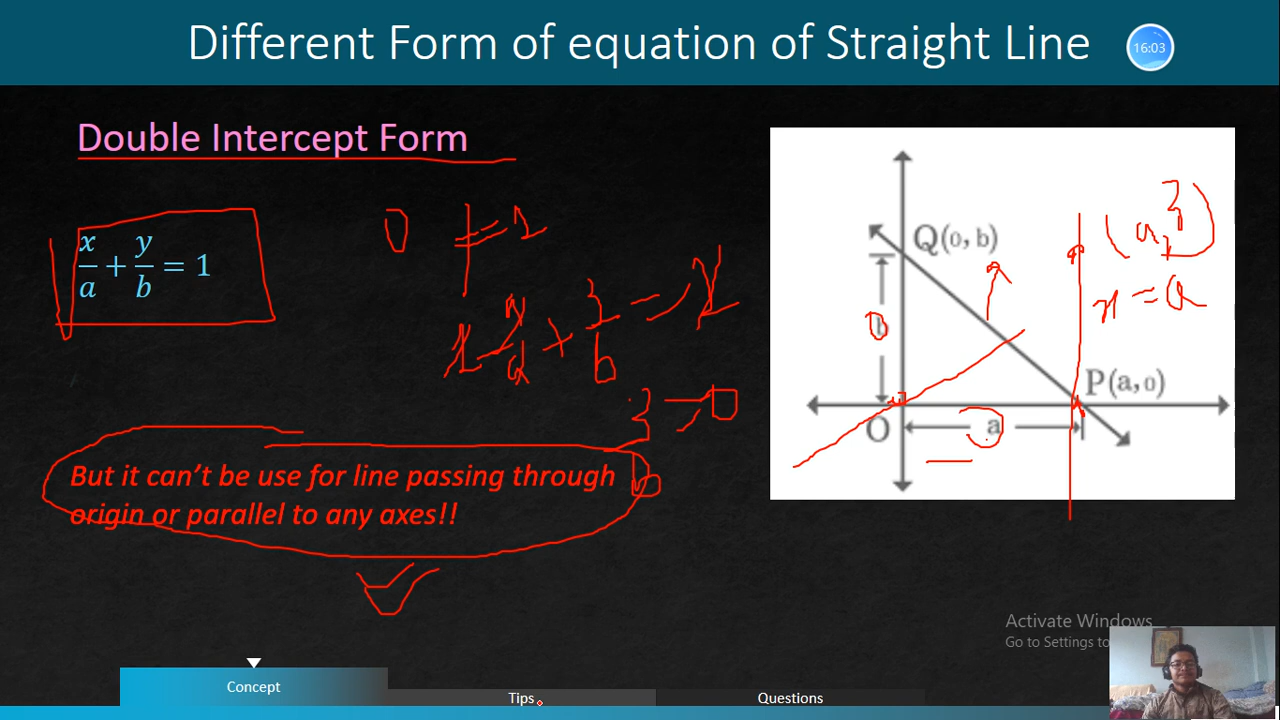 Different Form of equation of Straight Line
16:03
Double Intercept Form
x/a + y/b = 1
0 ≠ 1
(a, y)
x = a
Q(0, b)
b
P(a,0)
O
a
But it can't be use for line passing through
origin or parallel to any axes!!
Activate Windows
Go to Settings to
Concept
Tips
Questions